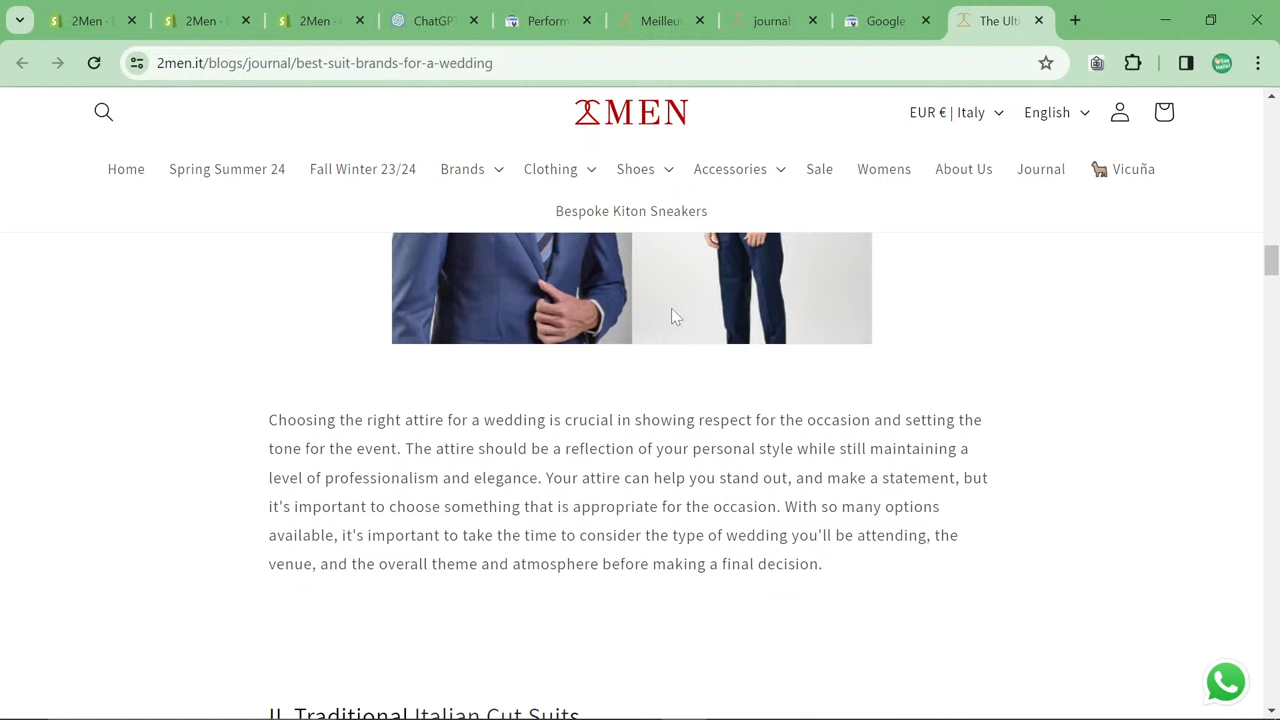 2Men -
2Men -
2Men -
ChatGP
Perform
Meilleu
journal
Google
The Ulti
2men.it/blogs/journal/best-suit-brands-for-a-wedding
2MEN
EUR € | Italy
English
Home
Spring Summer 24
Fall Winter 23/24
Brands
Clothing
Shoes
Accessories
Sale
Womens
About Us
Journal
🦙 Vicuña
Bespoke Kiton Sneakers
Choosing the right attire for a wedding is crucial in showing respect for the occasion and setting the
tone for the event. The attire should be a reflection of your personal style while still maintaining a
level of professionalism and elegance. Your attire can help you stand out, and make a statement, but
it's important to choose something that is appropriate for the occasion. With so many options
available, it's important to take the time to consider the type of wedding you'll be attending, the
venue, and the overall theme and atmosphere before making a final decision.
II. Traditional Italian Cut Suits